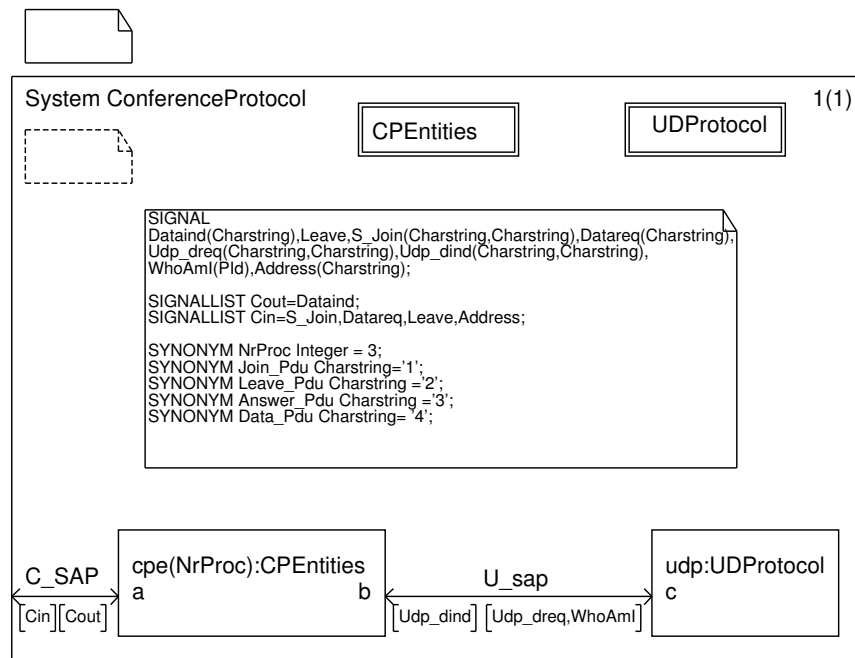 System ConferenceProtocol
1(1)
CPEntities
UDProtocol
SIGNAL
Dataind(Charstring),Leave,S_Join(Charstring,Charstring),Datareq(Charstring),
Udp_dreq(Charstring,Charstring),Udp_dind(Charstring,Charstring),
WhoAmI(PId),Address(Charstring);
SIGNALLIST Cout=Dataind;
SIGNALLIST Cin=S_Join,Datareq,Leave,Address;
SYNONYM NrProc Integer = 3;
SYNONYM Join_Pdu Charstring='1';
SYNONYM Leave_Pdu Charstring ='2';
SYNONYM Answer_Pdu Charstring ='3';
SYNONYM Data_Pdu Charstring= '4';
C_SAP
[Cin][Cout]
cpe(NrProc):CPEntities
a b
U_sap
[Udp_dind] [Udp_dreq,WhoAmI]
udp:UDProtocol
c